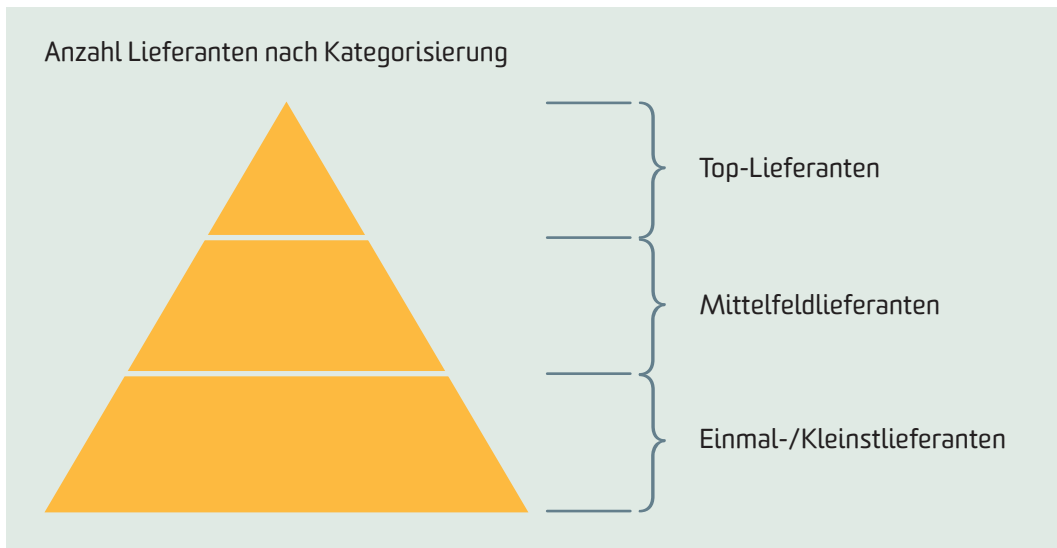 Anzahl Lieferanten nach Kategorisierung
Top-Lieferanten
Mittelfeldlieferanten
Einmal-/Kleinstlieferanten